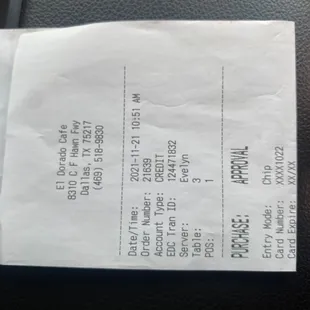 El Dorado Cafe
8310 C F Hawn Fwy
Dallas, TX 75217
(469) 518-9830
Date/Time: 2021-11-21 10:51 AM
Order Number: 21639
Account Type: CREDIT
EDC Tran ID: 124471832
Server: Evelyn
Table: 3
POS: 1
PURCHASE: APPROVAL
Entry Mode: Chip
Card Number: XXXX1022
Card Expire: XX/XX